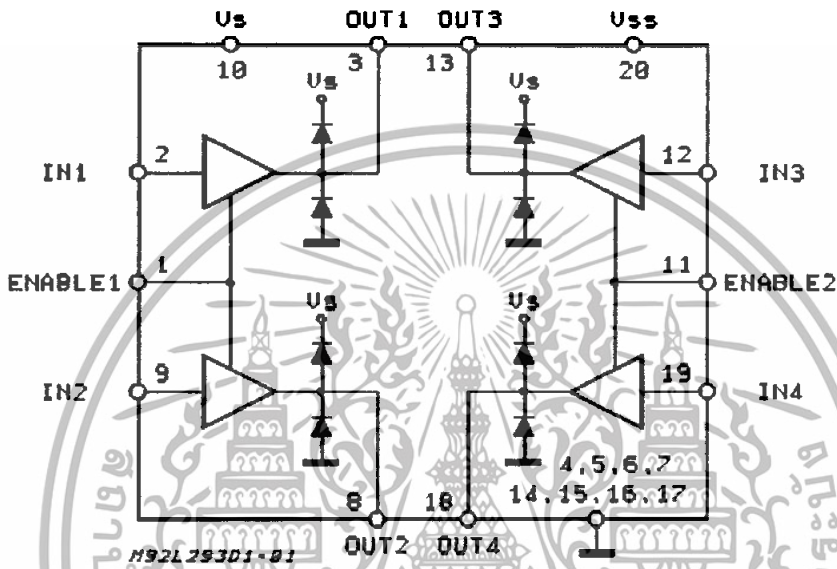 Vs OUT1 OUT3 Vss
10 3 13 20
Vs Vs
IN1 2 12 IN3
ENABLE1 1 11 ENABLE2
Vs Vs
IN2 9 19 IN4
4,5,6,7
8 18 14,15,16,17
OUT2 OUT4
M92L293D1-01